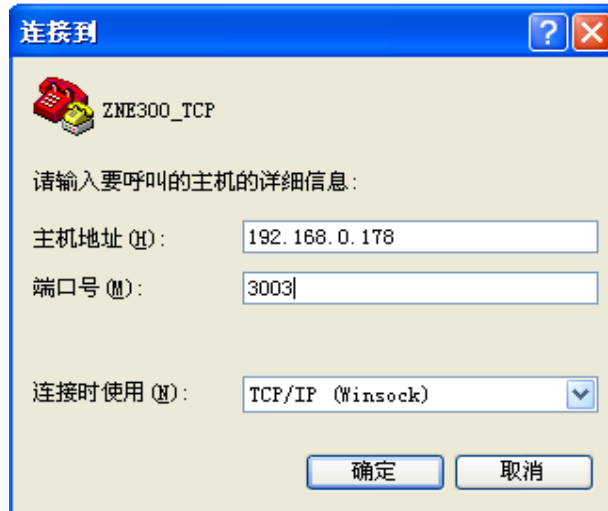 连接到
ZNE300_TCP
请输入要呼叫的主机的详细信息:
主机地址(H): 192.168.0.178
端口号(M): 3003
连接时使用(N): TCP/IP (Winsock)
确定 取消